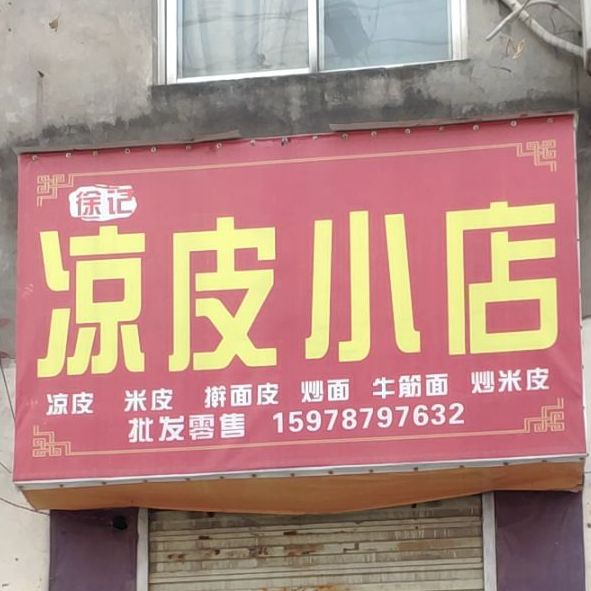 徐记
凉皮小店
凉皮 米皮 擀面皮 炒面 牛筋面 炒米皮
批发零售 15978797632